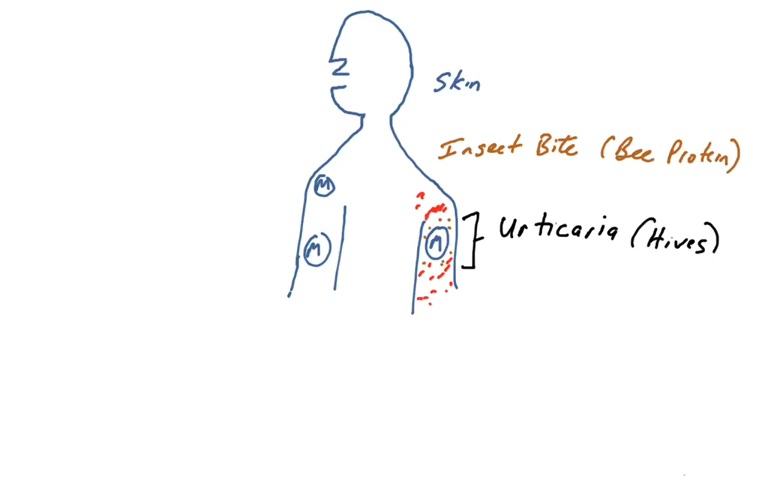 Skin
Insect Bite (Bee Protein)
M
Urticaria (Hives)
M
M